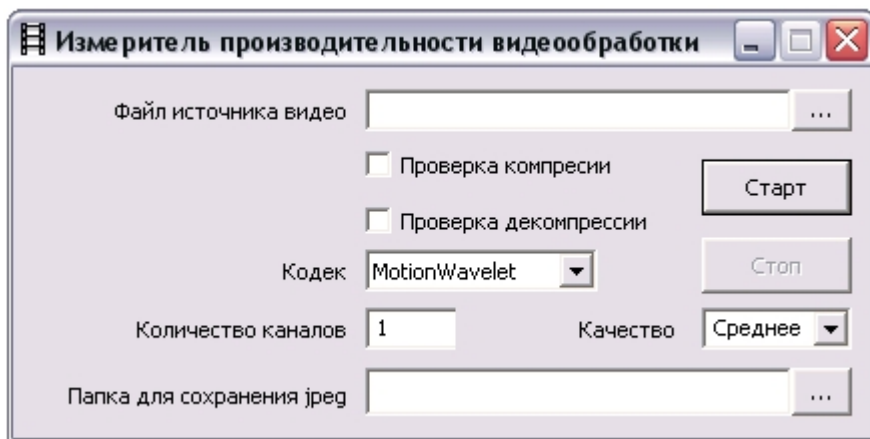 Измеритель производительности видеообработки
Файл источника видео ...
Проверка компресии
Старт
Проверка декомпрессии
Кодек MotionWavelet Стоп
Количество каналов 1 Качество Среднее
Папка для сохранения jpeg ...